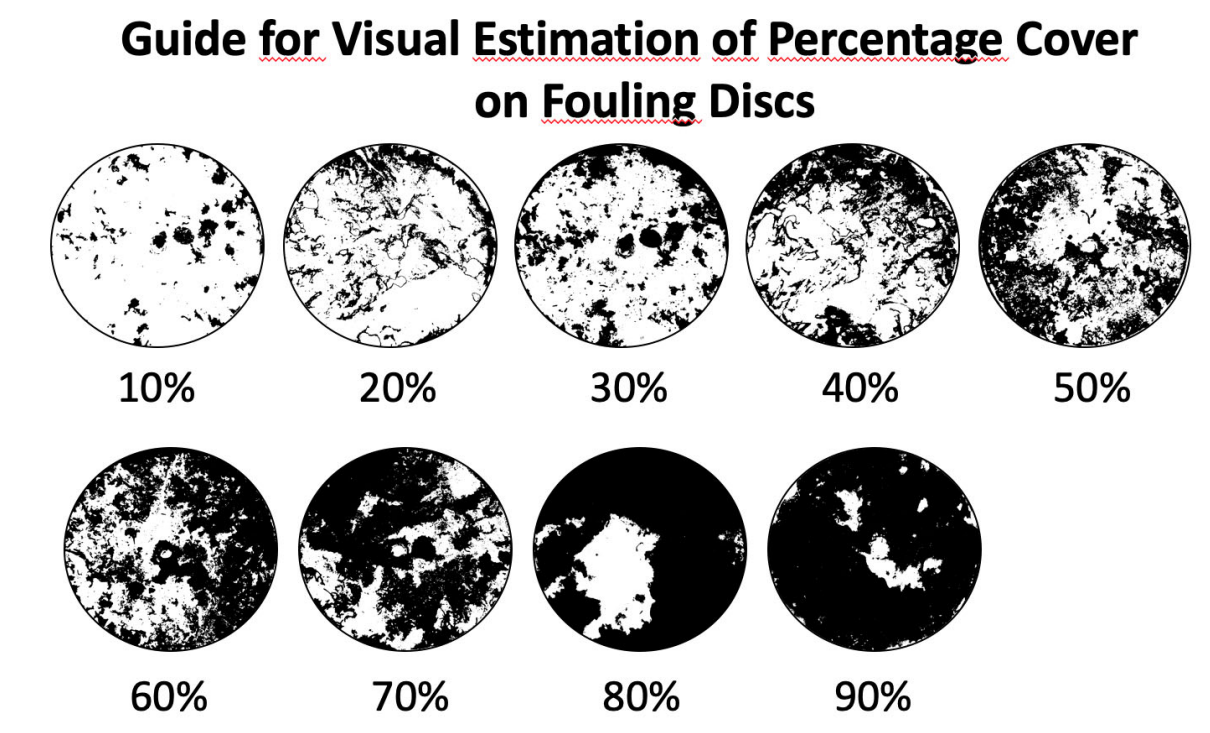 Guide for Visual Estimation of Percentage Cover
on Fouling Discs
10% 20% 30% 40% 50%
60% 70% 80% 90%